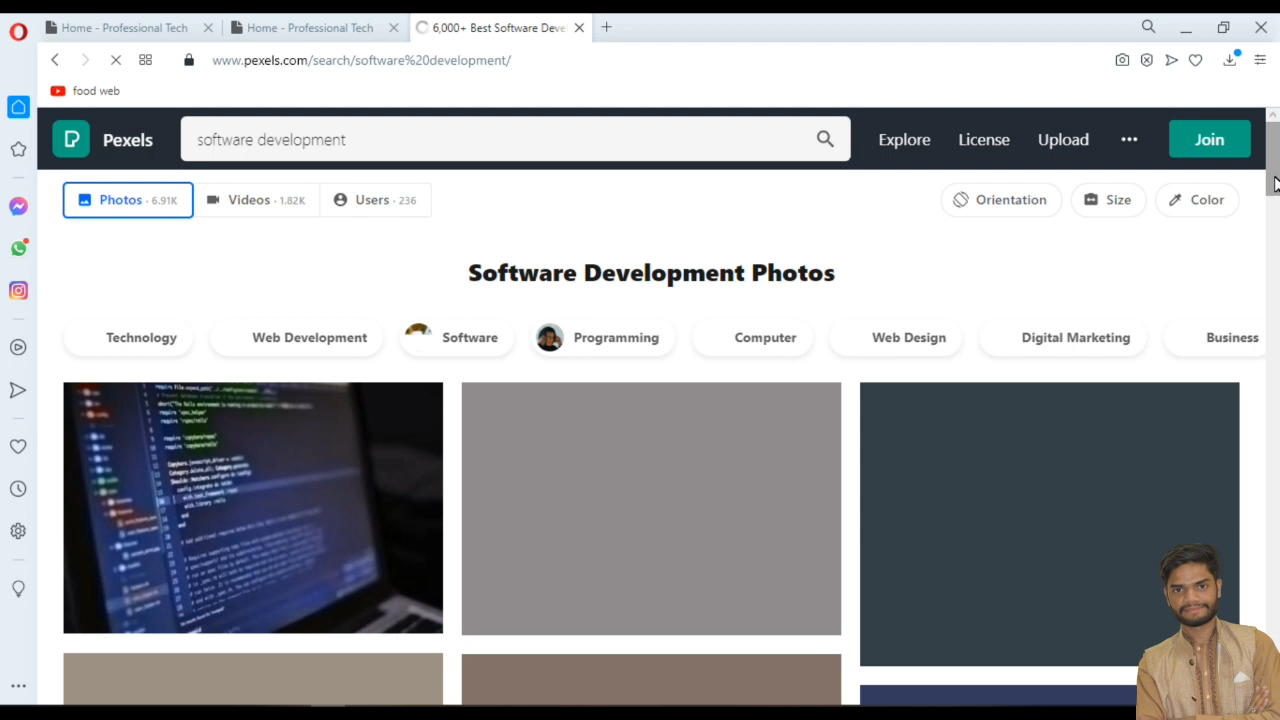 Home - Professional Tech
Home - Professional Tech
6,000+ Best Software Deve
www.pexels.com/search/software%20development/
food web
Pexels
software development
Explore
License
Upload
Join
Photos · 6.91K
Videos · 1.82K
Users · 236
Orientation
Size
Color
Software Development Photos
Technology
Web Development
Software
Programming
Computer
Web Design
Digital Marketing
Business